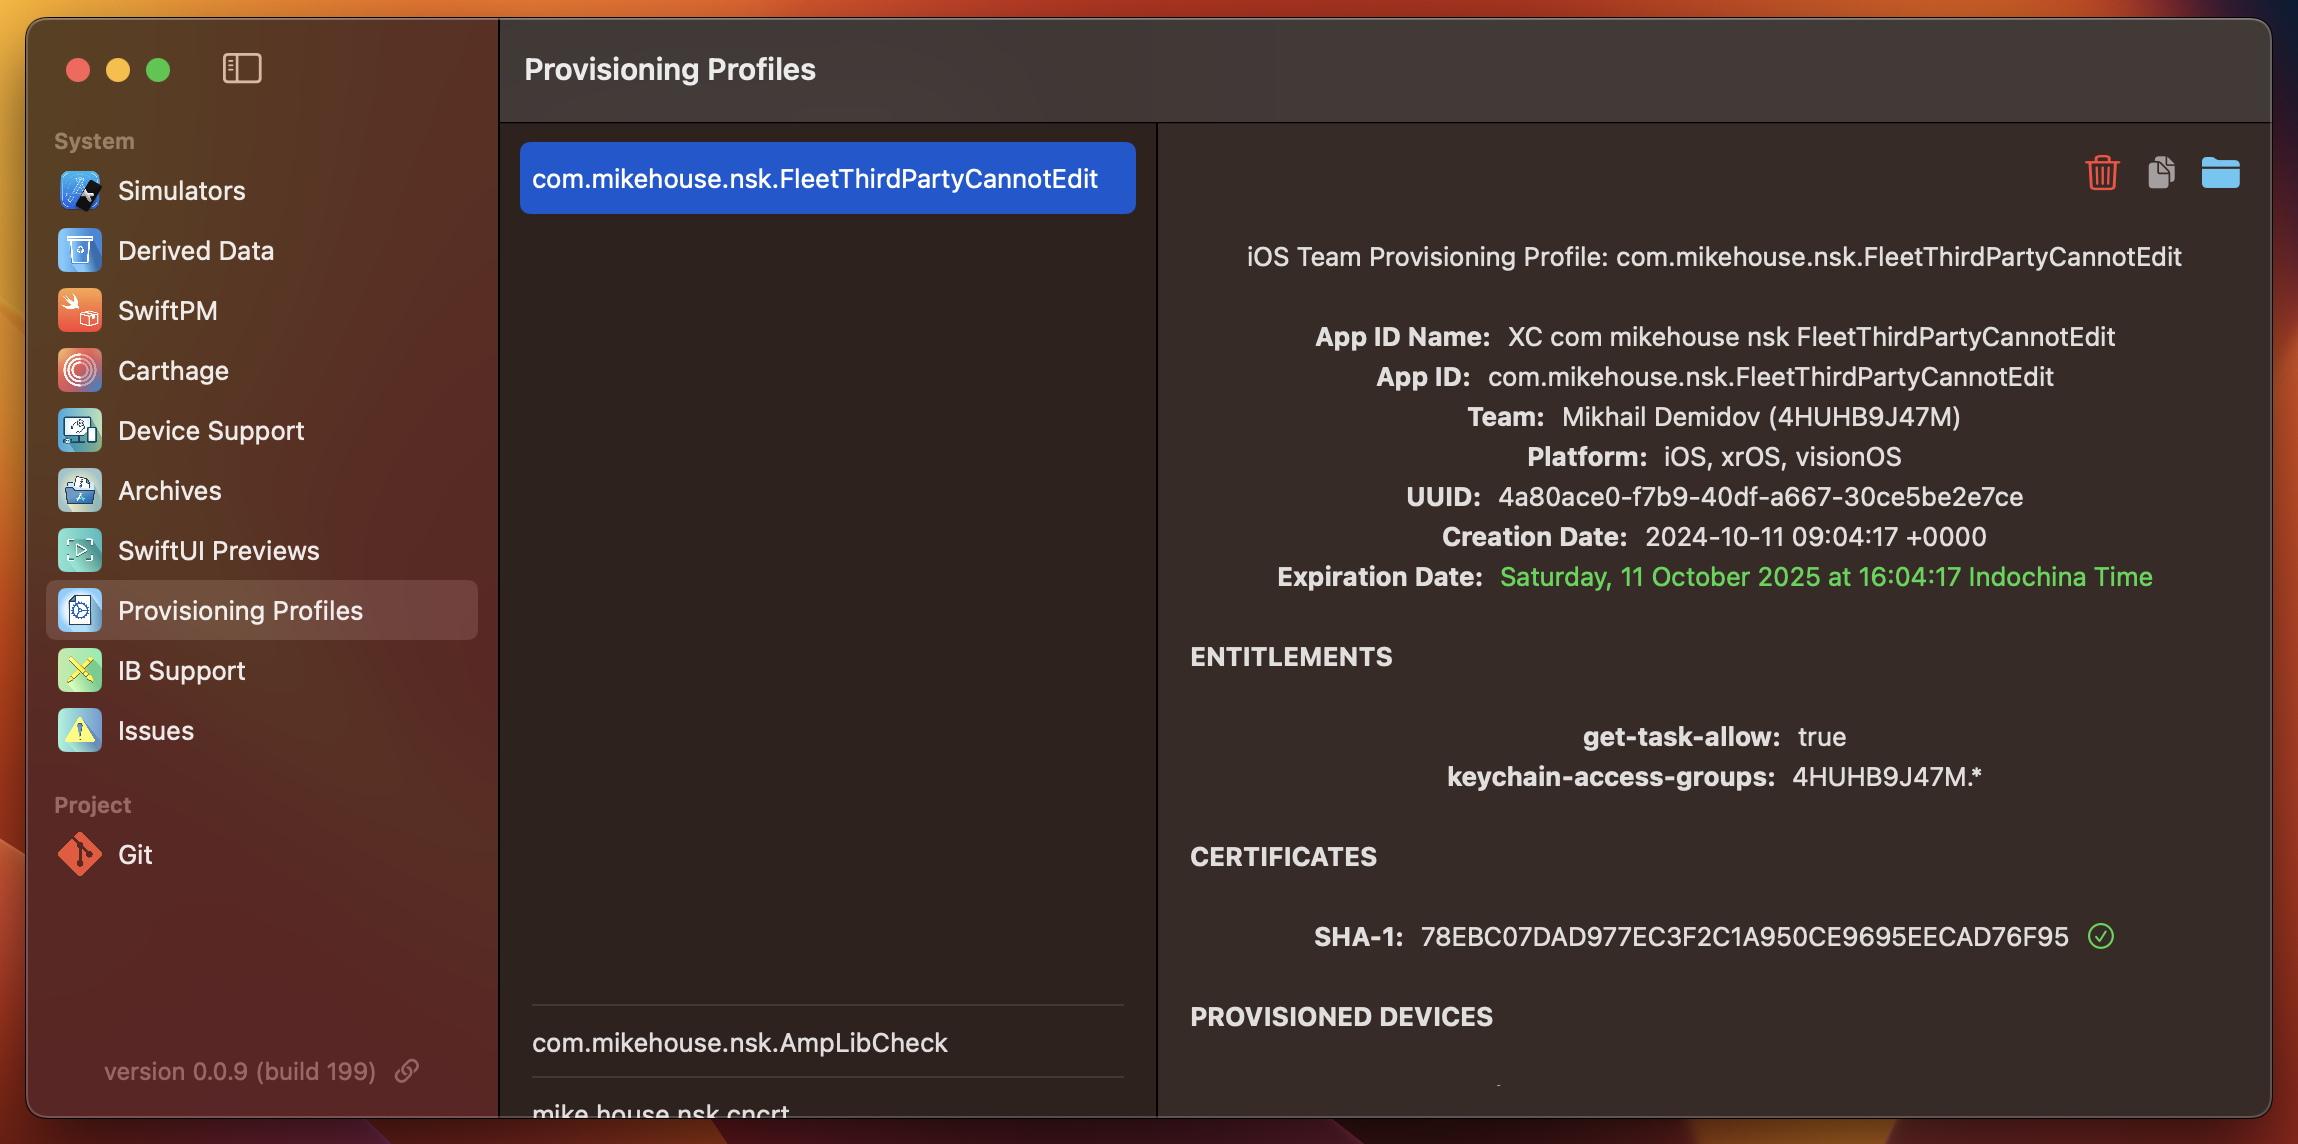 Provisioning Profiles
System
Simulators
Derived Data
SwiftPM
Carthage
Device Support
Archives
SwiftUI Previews
Provisioning Profiles
IB Support
Issues
Project
Git
version 0.0.9 (build 199)
com.mikehouse.nsk.FleetThirdPartyCannotEdit
com.mikehouse.nsk.AmpLibCheck
mike.house.nsk.cncrt
iOS Team Provisioning Profile: com.mikehouse.nsk.FleetThirdPartyCannotEdit
App ID Name: XC com mikehouse nsk FleetThirdPartyCannotEdit
App ID: com.mikehouse.nsk.FleetThirdPartyCannotEdit
Team: Mikhail Demidov (4HUHB9J47M)
Platform: iOS, xrOS, visionOS
UUID: 4a80ace0-f7b9-40df-a667-30ce5be2e7ce
Creation Date: 2024-10-11 09:04:17 +0000
Expiration Date: Saturday, 11 October 2025 at 16:04:17 Indochina Time
ENTITLEMENTS
get-task-allow: true
keychain-access-groups: 4HUHB9J47M.*
CERTIFICATES
SHA-1: 78EBC07DAD977EC3F2C1A950CE9695EECAD76F95
PROVISIONED DEVICES